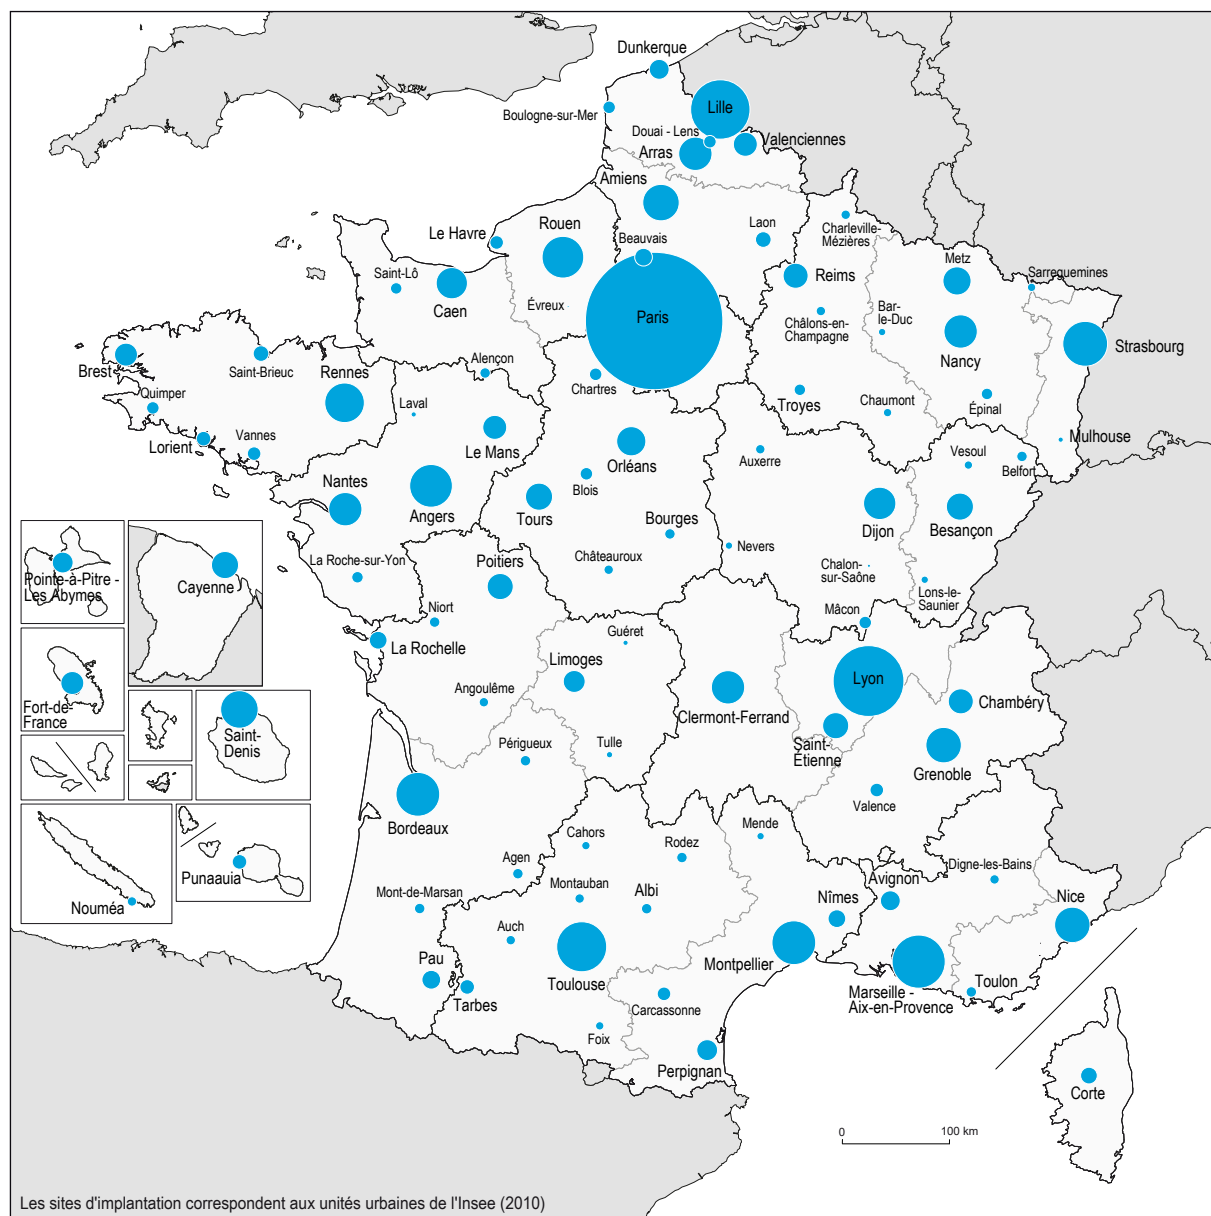 Dunkerque
Boulogne-sur-Mer
Lille
Douai - Lens
Valenciennes
Arras
Amiens
Rouen
Le Havre
Beauvais
Laon
Charleville-
Mézières
Saint-Lô
Caen
Évreux
Paris
Reims
Metz
Sarreguemines
Châlons-en-
Champagne
Bar-
le-Duc
Nancy
Strasbourg
Brest
Saint-Brieuc
Rennes
Alençon
Chartres
Troyes
Chaumont
Épinal
Quimper
Laval
Lorient
Vannes
Le Mans
Orléans
Auxerre
Mulhouse
Vesoul
Belfort
Nantes
Angers
Tours
Blois
Bourges
Dijon
Besançon
La Roche-sur-Yon
Poitiers
Châteauroux
Nevers
Chalon-
sur-Saône
Lons-le-
Saunier
Pointe-à-Pitre -
Les Abymes
Cayenne
Niort
Mâcon
La Rochelle
Guéret
Limoges
Lyon
Clermont-Ferrand
Chambéry
Fort-de-
France
Saint-
Denis
Angoulême
Périgueux
Tulle
Saint-
Étienne
Grenoble
Valence
Bordeaux
Cahors
Rodez
Mende
Digne-les-Bains
Agen
Avignon
Punaauia
Nouméa
Mont-de-Marsan
Montauban
Albi
Nîmes
Nice
Auch
Pau
Tarbes
Toulouse
Montpellier
Marseille -
Aix-en-Provence
Toulon
Carcassonne
Foix
Perpignan
Corte
0 100 km
Les sites d'implantation correspondent aux unités urbaines de l'Insee (2010)